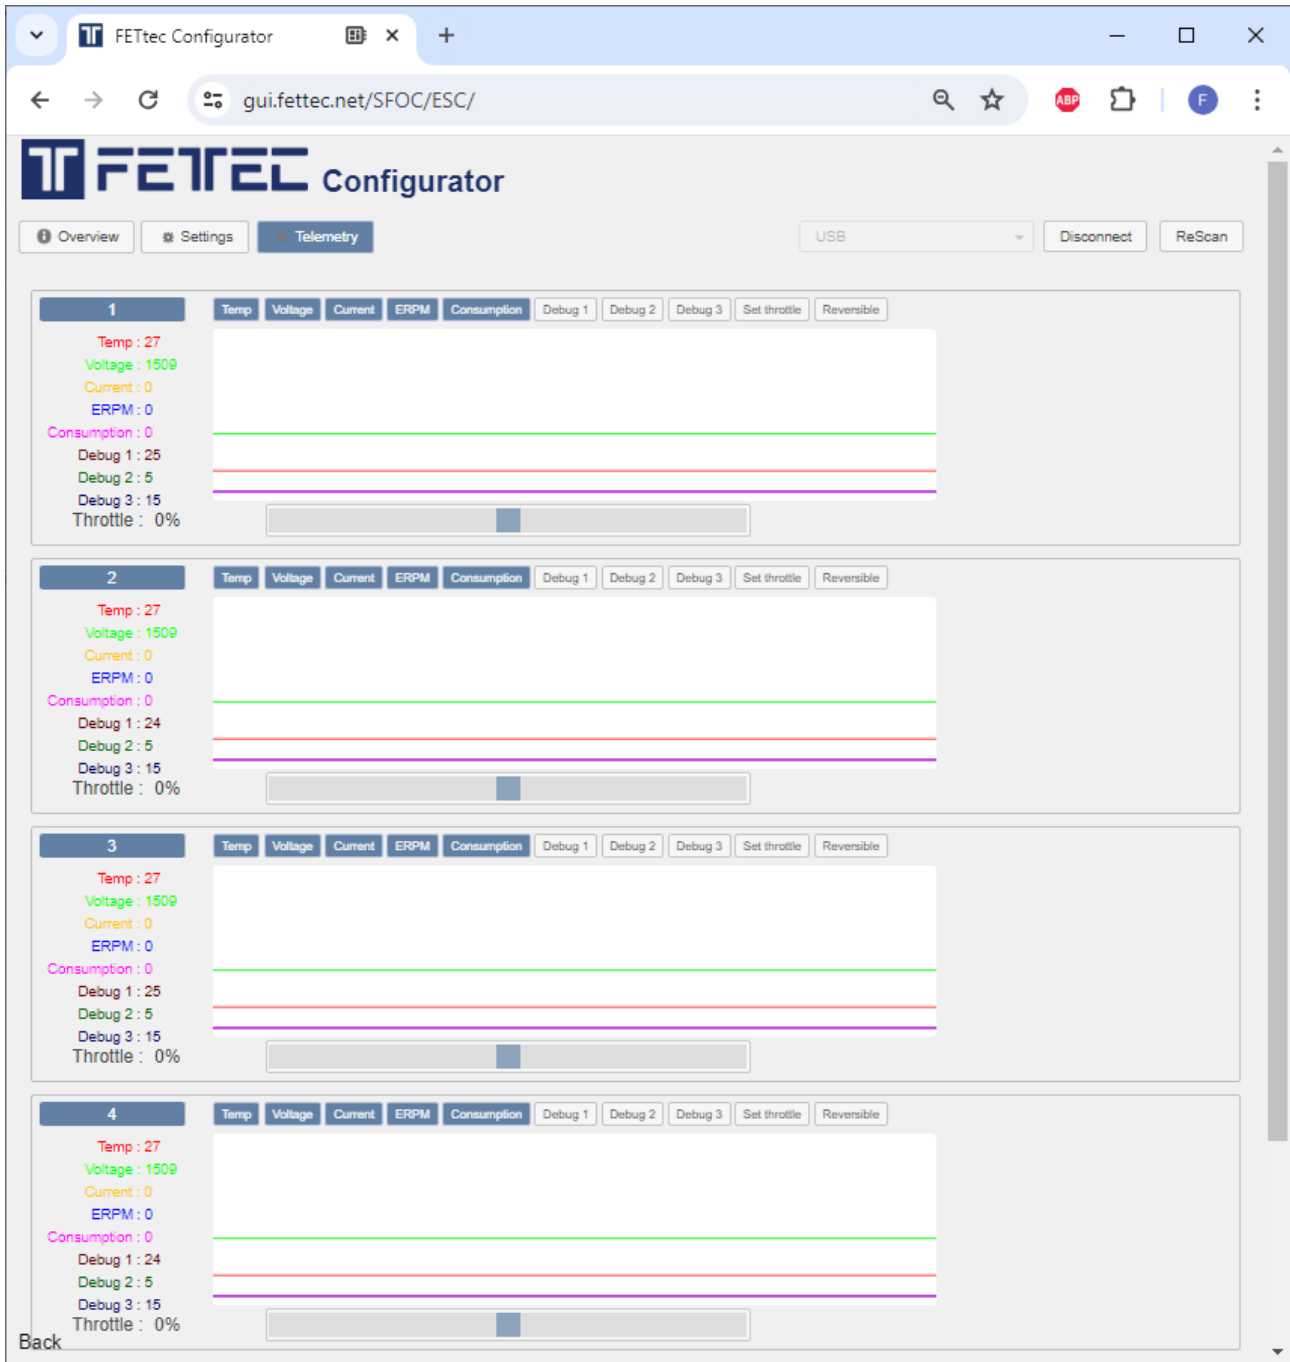 FETtec Configurator
gui.fettec.net/SFOC/ESC/
ABP
F
FETTEC Configurator
Overview Settings Telemetry USB Disconnect ReScan
1 Temp Voltage Current ERPM Consumption Debug 1 Debug 2 Debug 3 Set throttle Reversible
Temp : 27
Voltage : 1509
Current : 0
ERPM : 0
Consumption : 0
Debug 1 : 25
Debug 2 : 5
Debug 3 : 15
Throttle : 0%
2 Temp Voltage Current ERPM Consumption Debug 1 Debug 2 Debug 3 Set throttle Reversible
Temp : 27
Voltage : 1509
Current : 0
ERPM : 0
Consumption : 0
Debug 1 : 24
Debug 2 : 5
Debug 3 : 15
Throttle : 0%
3 Temp Voltage Current ERPM Consumption Debug 1 Debug 2 Debug 3 Set throttle Reversible
Temp : 27
Voltage : 1509
Current : 0
ERPM : 0
Consumption : 0
Debug 1 : 25
Debug 2 : 5
Debug 3 : 15
Throttle : 0%
4 Temp Voltage Current ERPM Consumption Debug 1 Debug 2 Debug 3 Set throttle Reversible
Temp : 27
Voltage : 1509
Current : 0
ERPM : 0
Consumption : 0
Debug 1 : 24
Debug 2 : 5
Debug 3 : 15
Throttle : 0%
Back